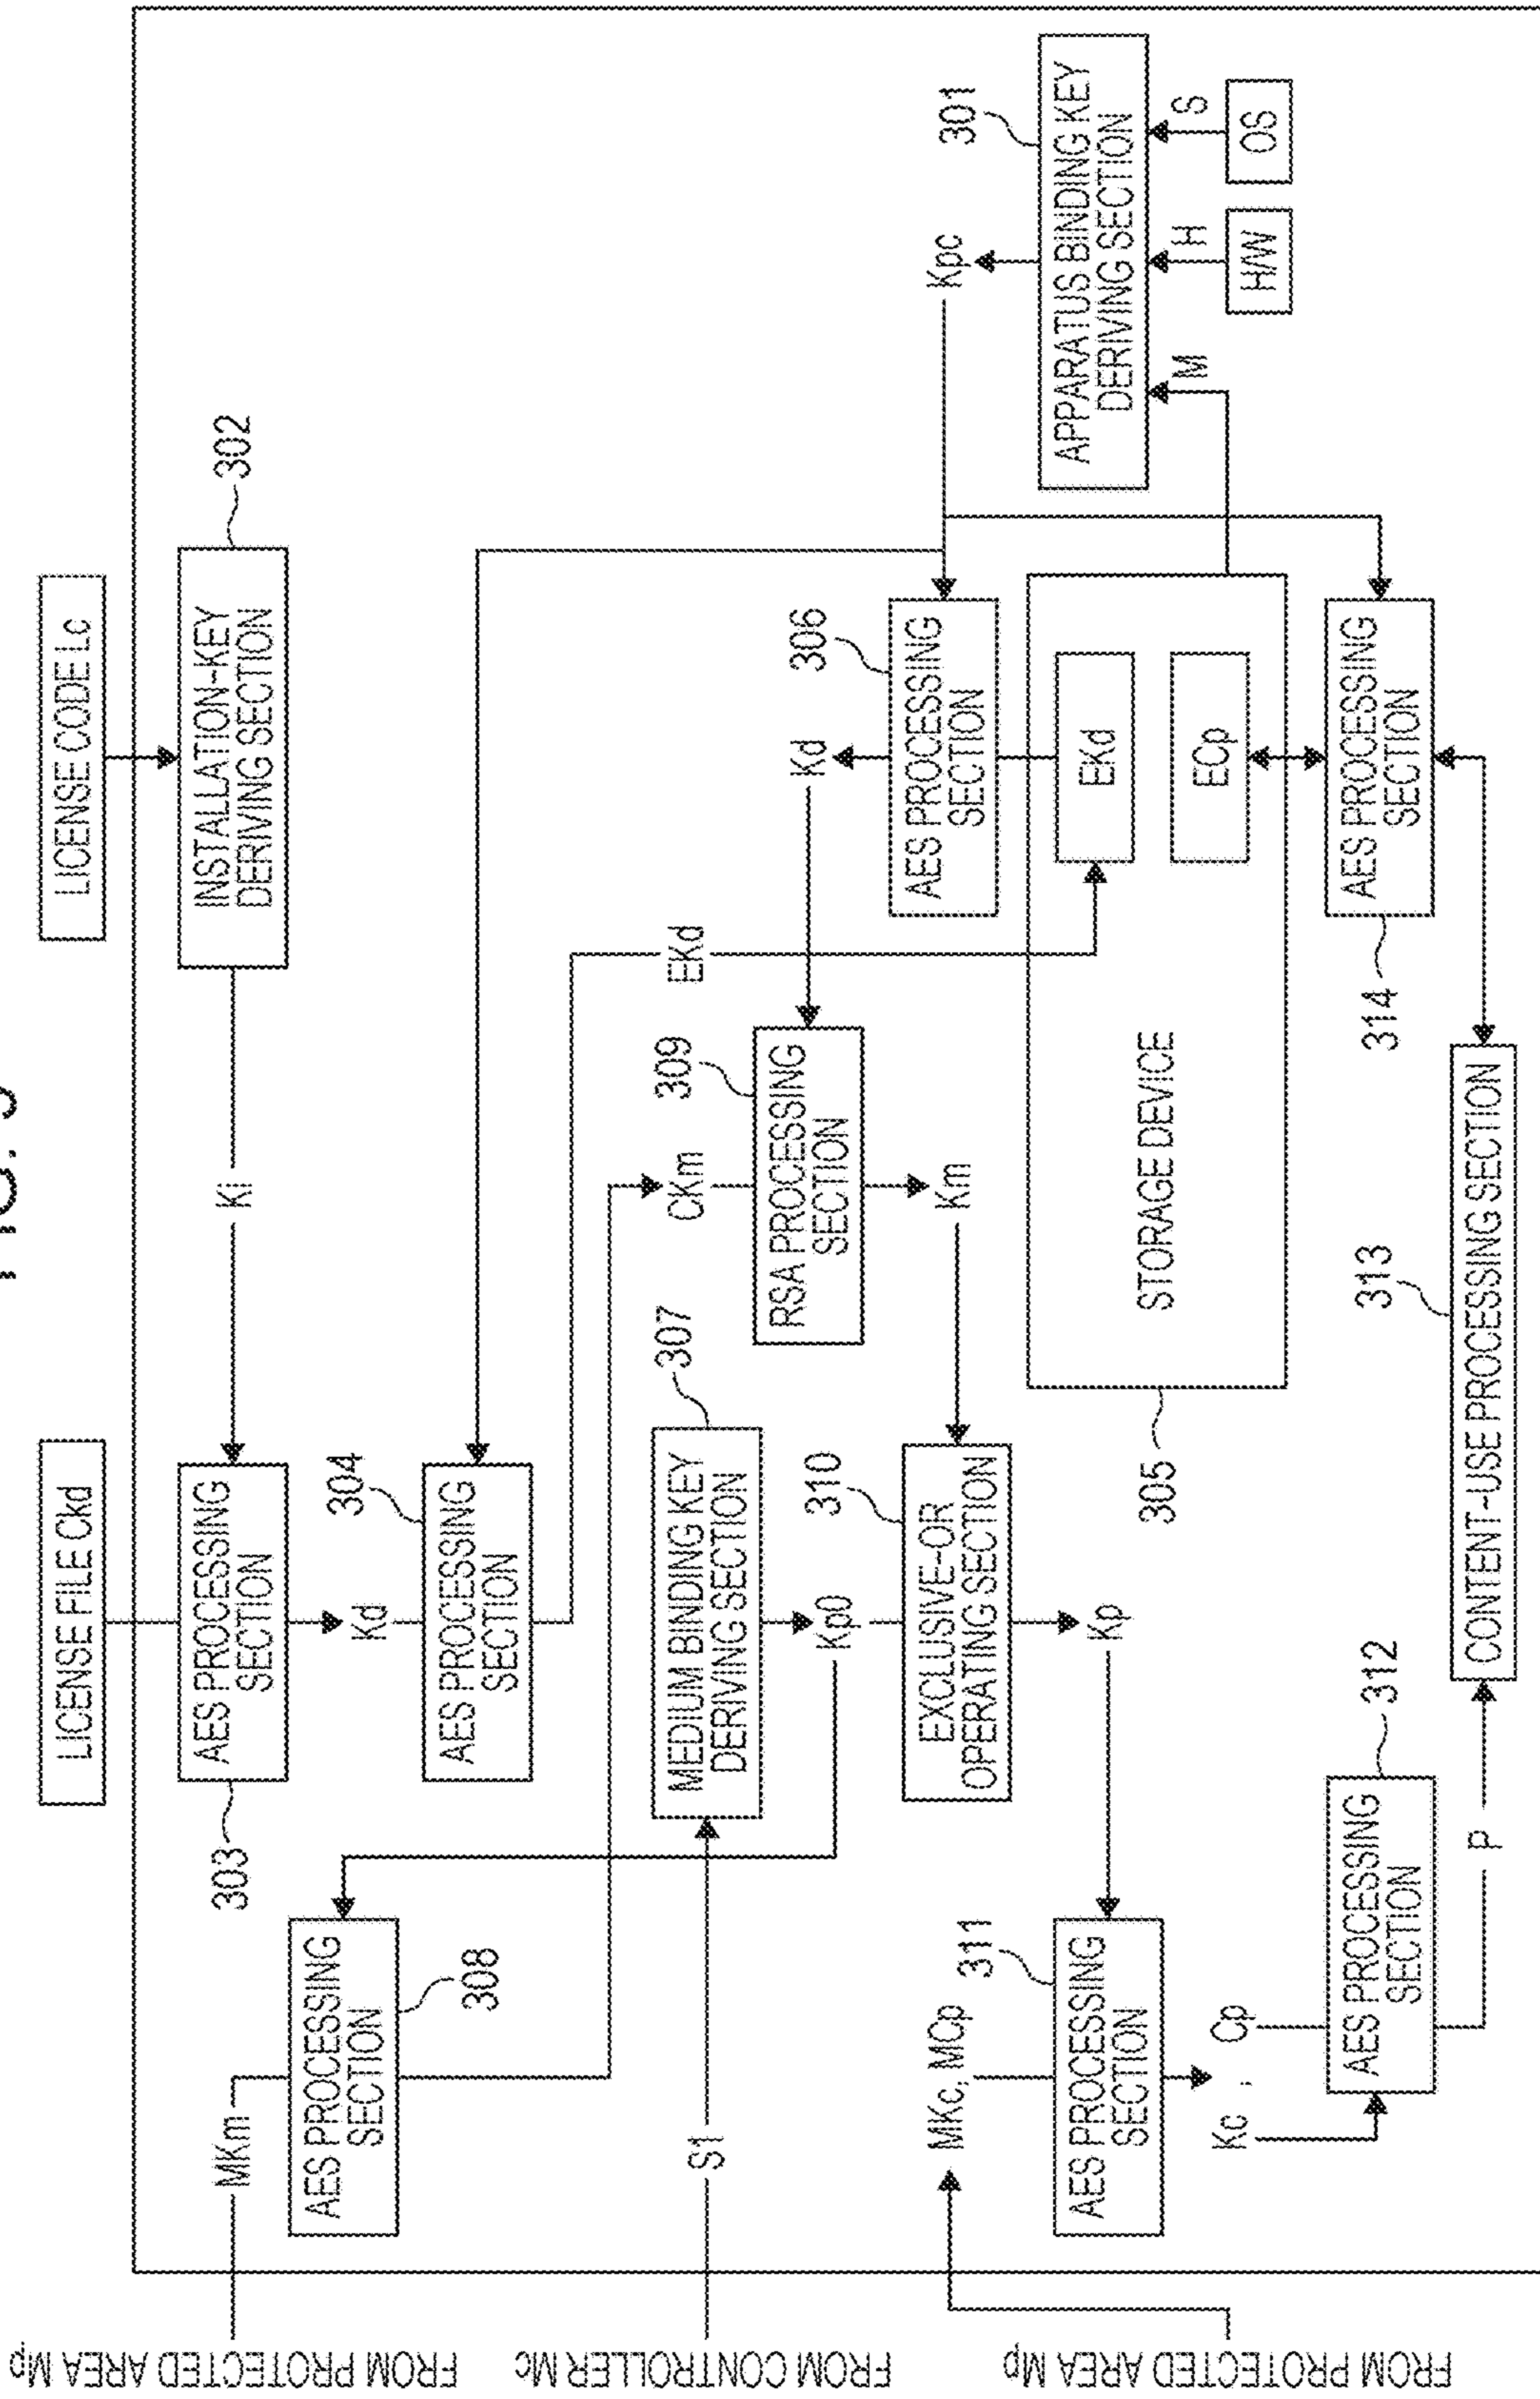 FIG. 9
LICENSE FILE Ckd
LICENSE CODE Lc
FROM PROTECTED AREA Mp
MKm
303
AES PROCESSING
SECTION
Ki
INSTALLATION-KEY
DERIVING SECTION
302
AES PROCESSING
SECTION
308
Kd
304
AES PROCESSING
SECTION
FROM CONTROLLER Mc
S1
MEDIUM BINDING KEY
DERIVING SECTION
307
CKm
309
EKd
RSA PROCESSING
SECTION
Kd
306
Kp0
310
EXCLUSIVE-OR
OPERATING SECTION
Km
AES PROCESSING
SECTION
Kpc
301
APPARATUS BINDING KEY
DERIVING SECTION
M
H
S
H/W
OS
FROM PROTECTED AREA Mp
MKc, MCp
311
AES PROCESSING
SECTION
Kp
305
STORAGE DEVICE
EKd
ECp
Kc , Cp
312
AES PROCESSING
SECTION
313
314
AES PROCESSING
SECTION
P
CONTENT-USE PROCESSING SECTION